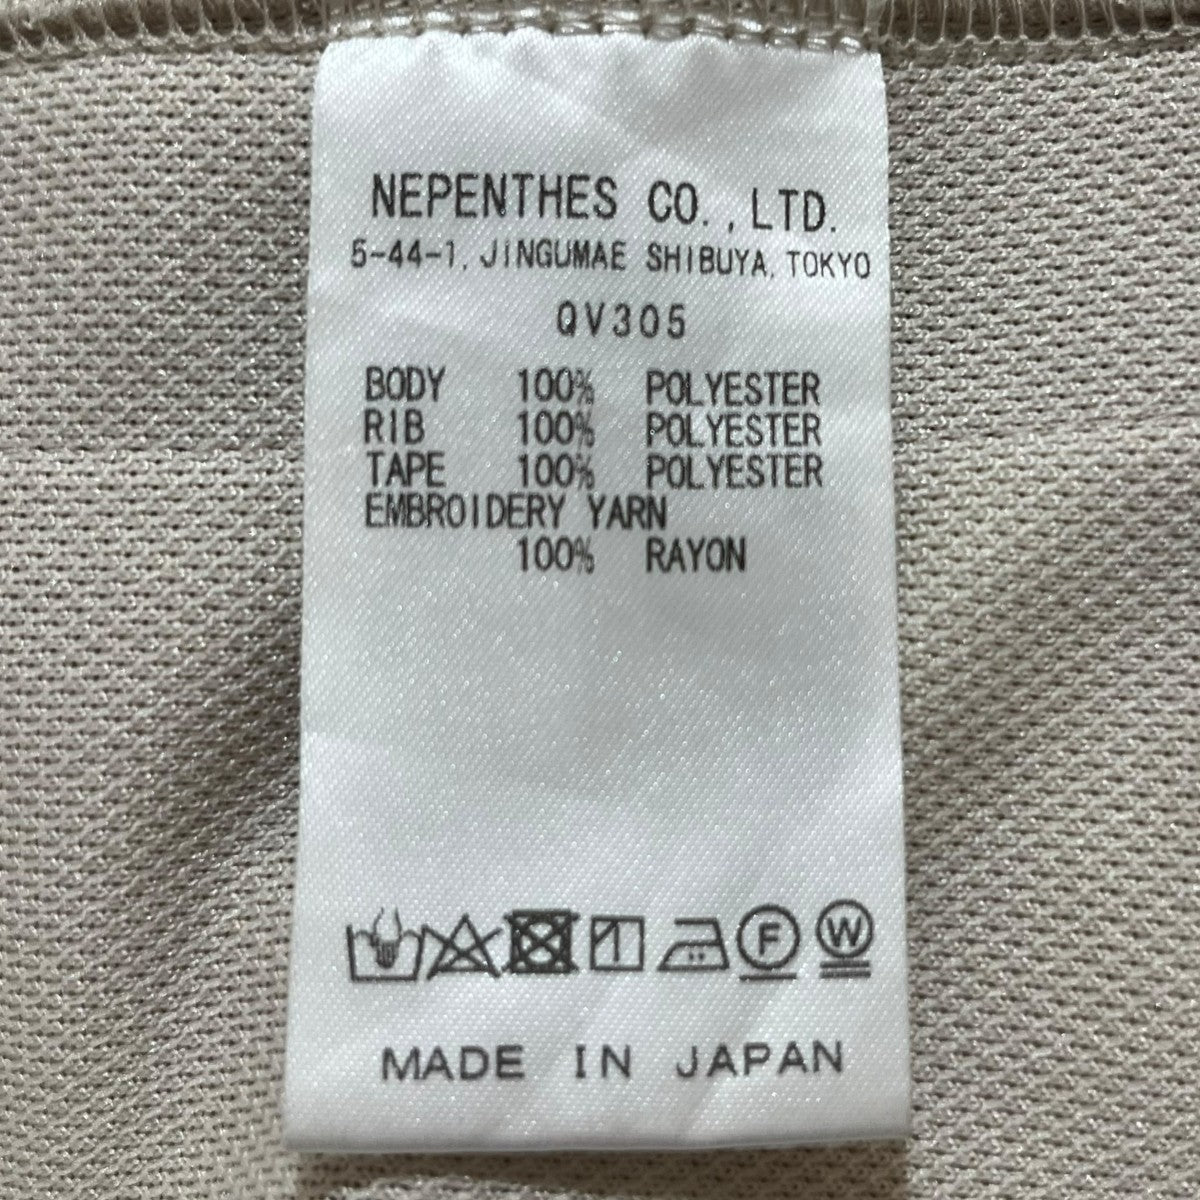 NEPENTHES CO.,LTD.
5-44-1, JINGUMAE SHIBUYA, TOKYO
QV305
BODY 100% POLYESTER
RIB 100% POLYESTER
TAPE 100% POLYESTER
EMBROIDERY YARN
100% RAYON
F W
MADE IN JAPAN